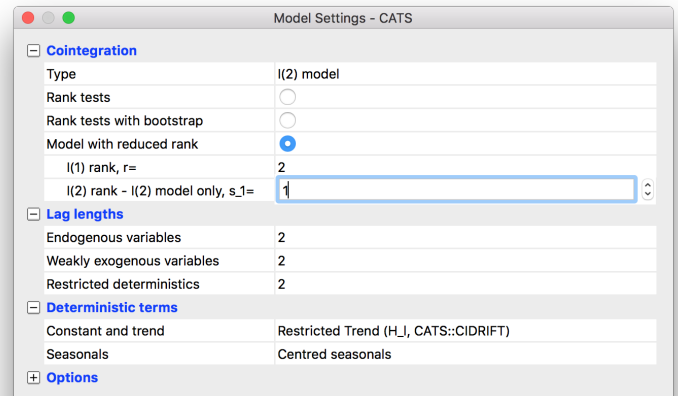 Model Settings - CATS
Cointegration
Type I(2) model
Rank tests
Rank tests with bootstrap
Model with reduced rank
I(1) rank, r= 2
I(2) rank - I(2) model only, s_1= 1
Lag lengths
Endogenous variables 2
Weakly exogenous variables 2
Restricted deterministics 2
Deterministic terms
Constant and trend Restricted Trend (H_l, CATS::CIDRIFT)
Seasonals Centred seasonals
Options